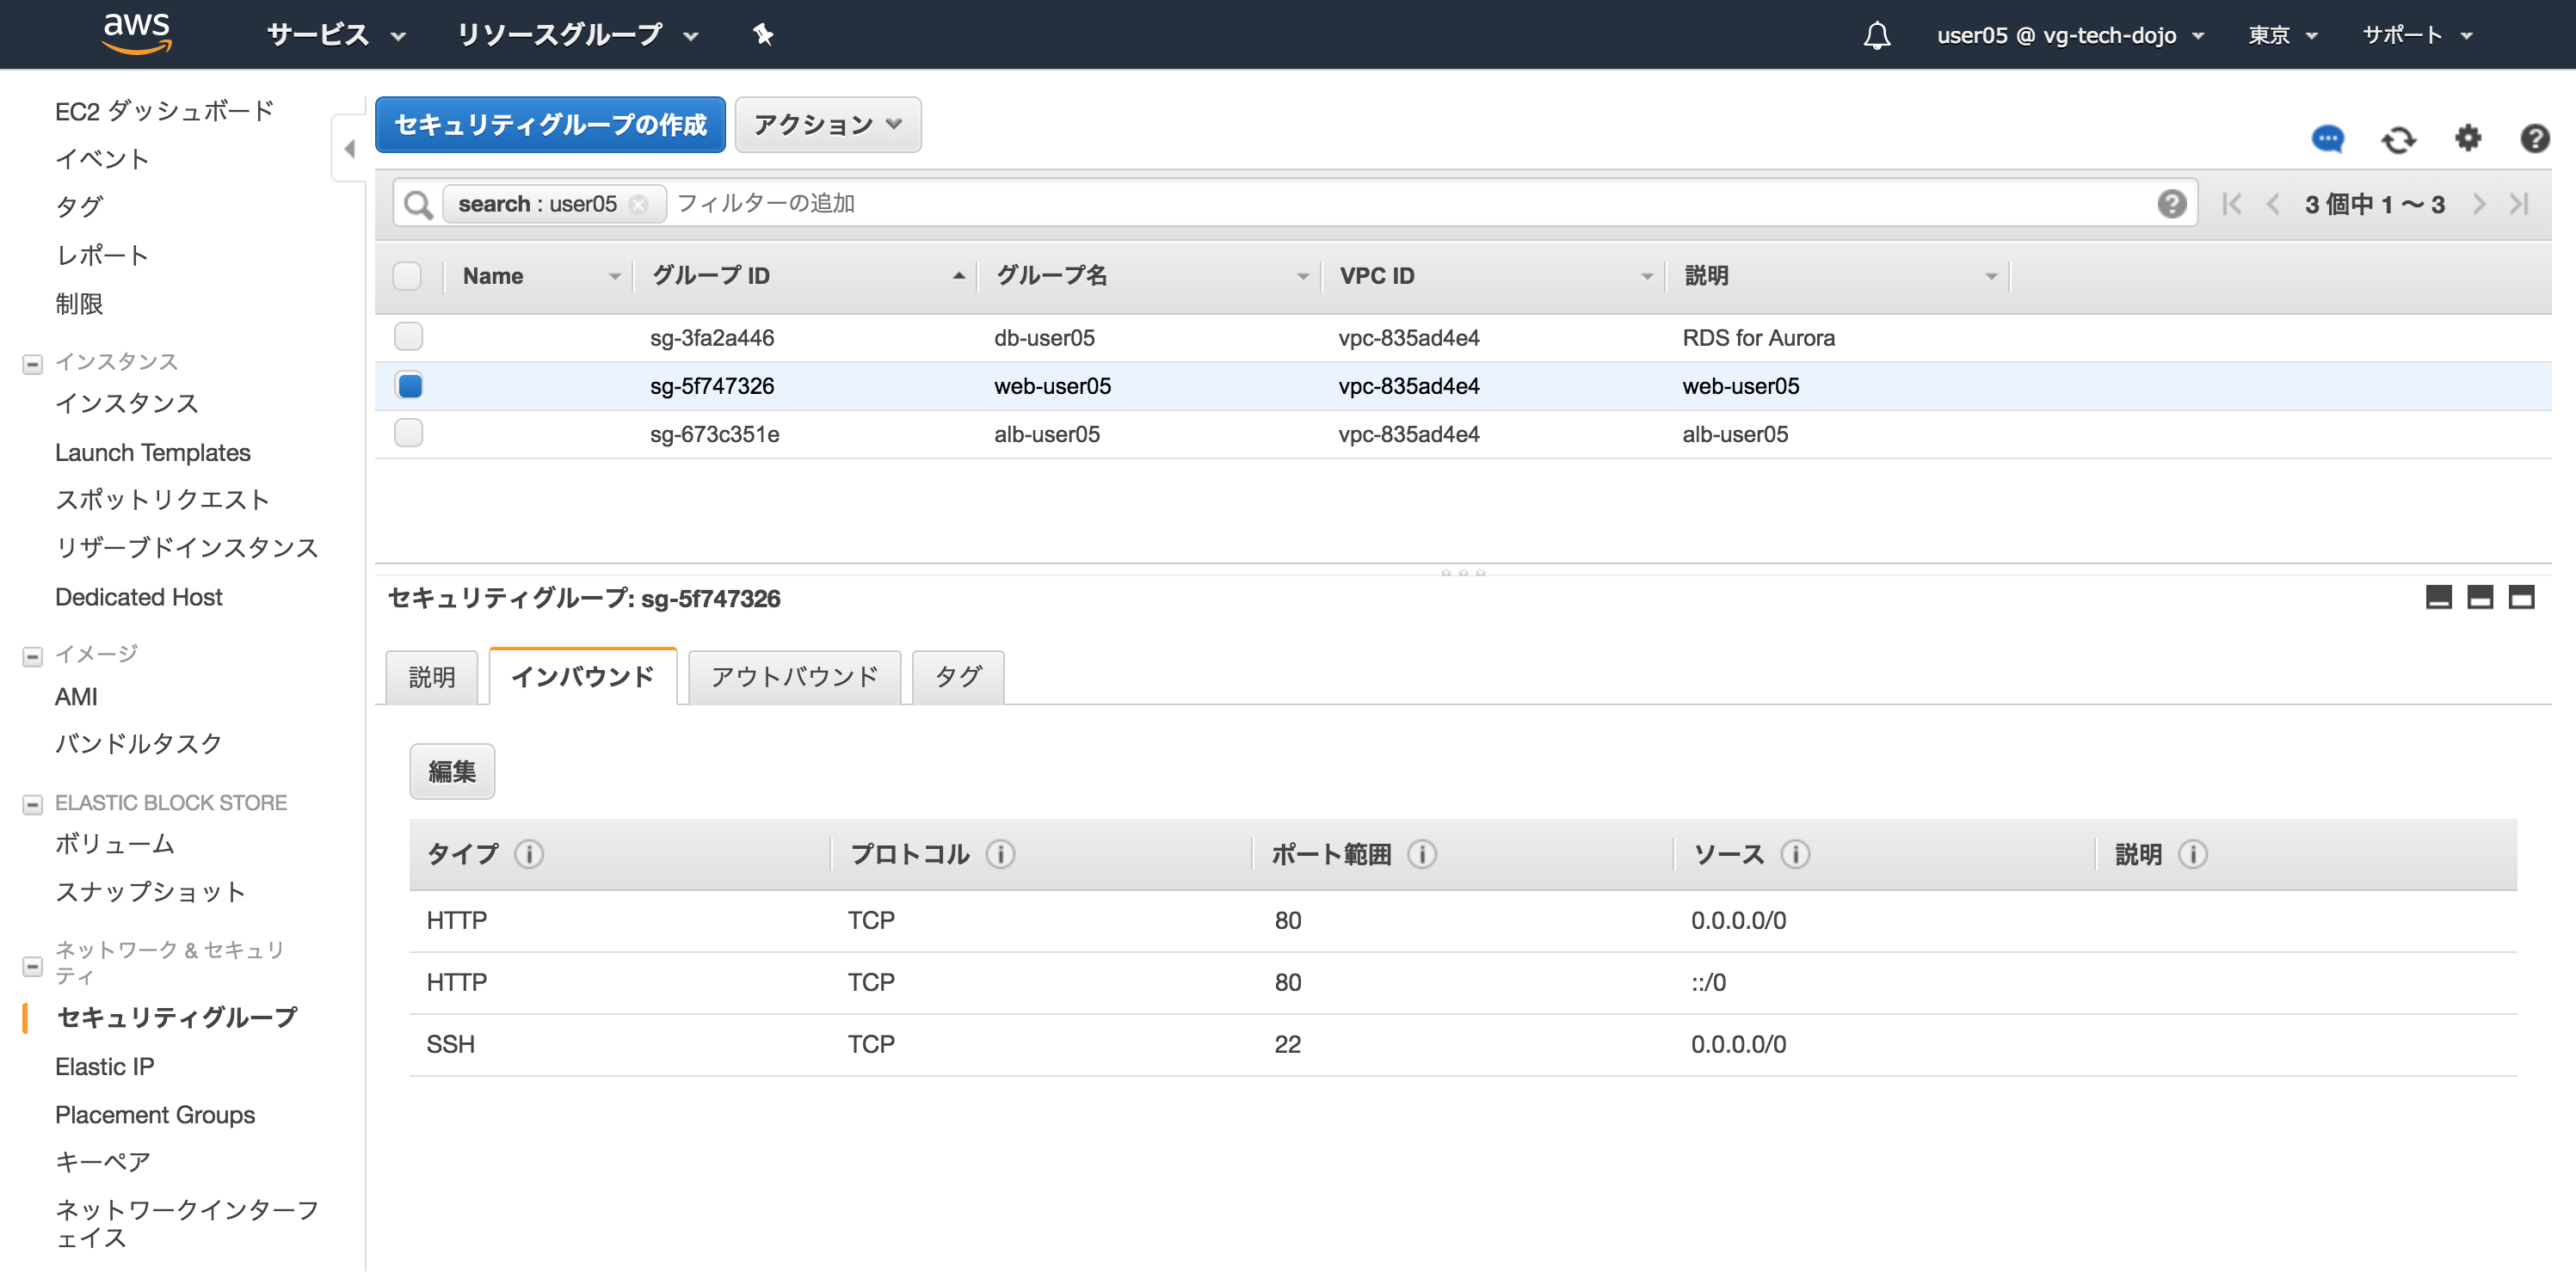 aws サービス リソースグループ user05 @ vg-tech-dojo 東京 サポート
EC2 ダッシュボード
イベント
タグ
レポート
制限
インスタンス
インスタンス
Launch Templates
スポットリクエスト
リザーブドインスタンス
Dedicated Host
イメージ
AMI
バンドルタスク
ELASTIC BLOCK STORE
ボリューム
スナップショット
ネットワーク & セキュリ
ティ
セキュリティグループ
Elastic IP
Placement Groups
キーペア
ネットワークインターフ
ェイス
セキュリティグループの作成 アクション
search : user05 フィルターの追加 3 個中 1 ～ 3
Name グループ ID グループ名 VPC ID 説明
sg-3fa2a446 db-user05 vpc-835ad4e4 RDS for Aurora
sg-5f747326 web-user05 vpc-835ad4e4 web-user05
sg-673c351e alb-user05 vpc-835ad4e4 alb-user05
セキュリティグループ: sg-5f747326
説明 インバウンド アウトバウンド タグ
編集
タイプ プロトコル ポート範囲 ソース 説明
HTTP TCP 80 0.0.0.0/0
HTTP TCP 80 ::/0
SSH TCP 22 0.0.0.0/0